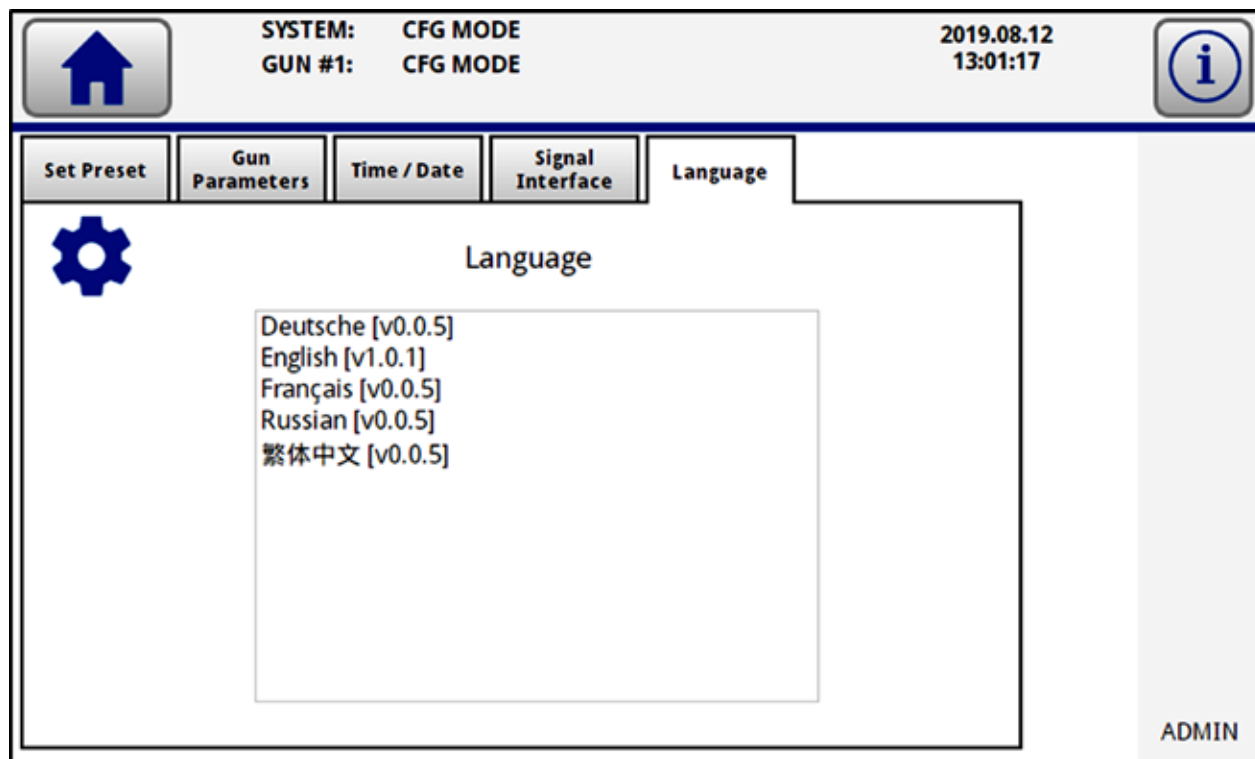 SYSTEM: CFG MODE
GUN #1: CFG MODE
2019.08.12
13:01:17
i
Set Preset
Gun
Parameters
Time / Date
Signal
Interface
Language
Language
Deutsche [v0.0.5]
English [v1.0.1]
Français [v0.0.5]
Russian [v0.0.5]
繁体中文 [v0.0.5]
ADMIN